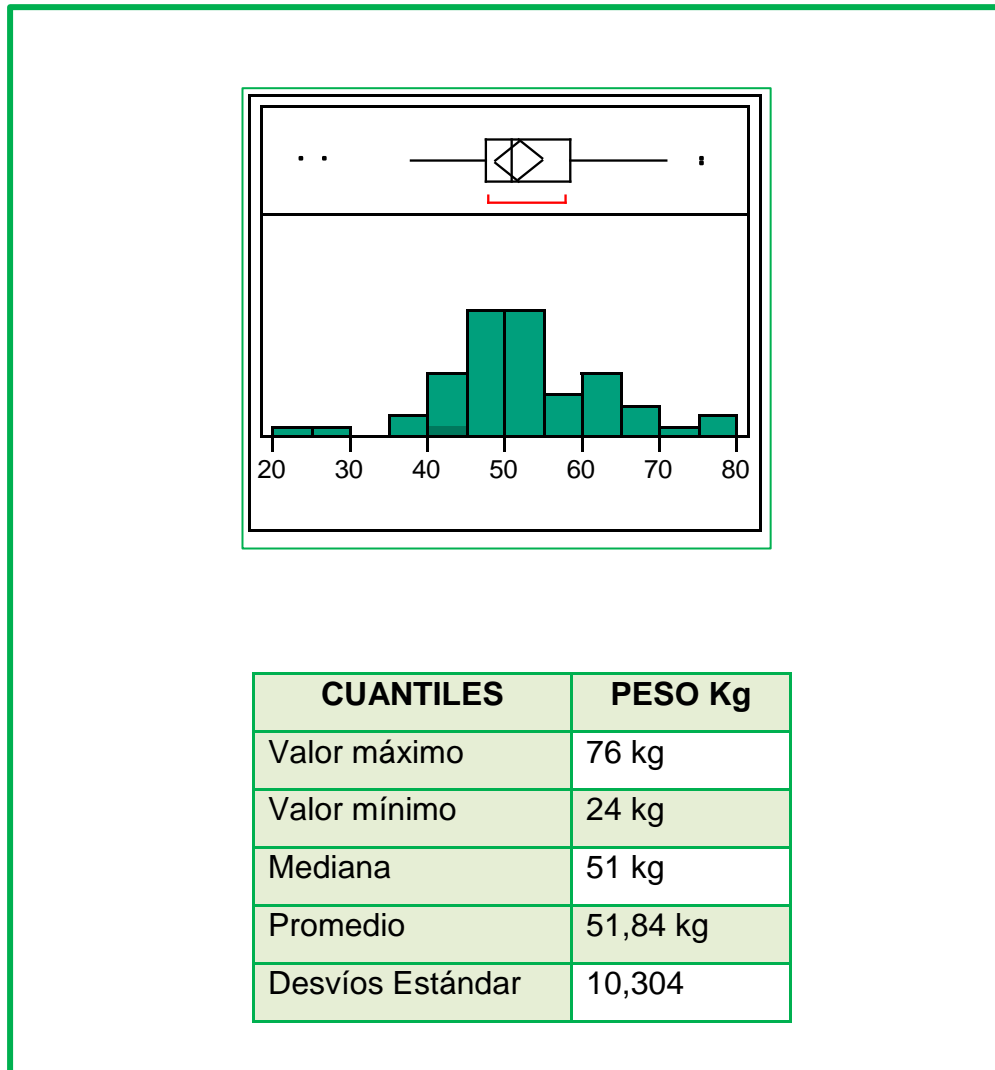 20 30 40 50 60 70 80
CUANTILES PESO Kg
Valor máximo 76 kg
Valor mínimo 24 kg
Mediana 51 kg
Promedio 51,84 kg
Desvíos Estándar 10,304